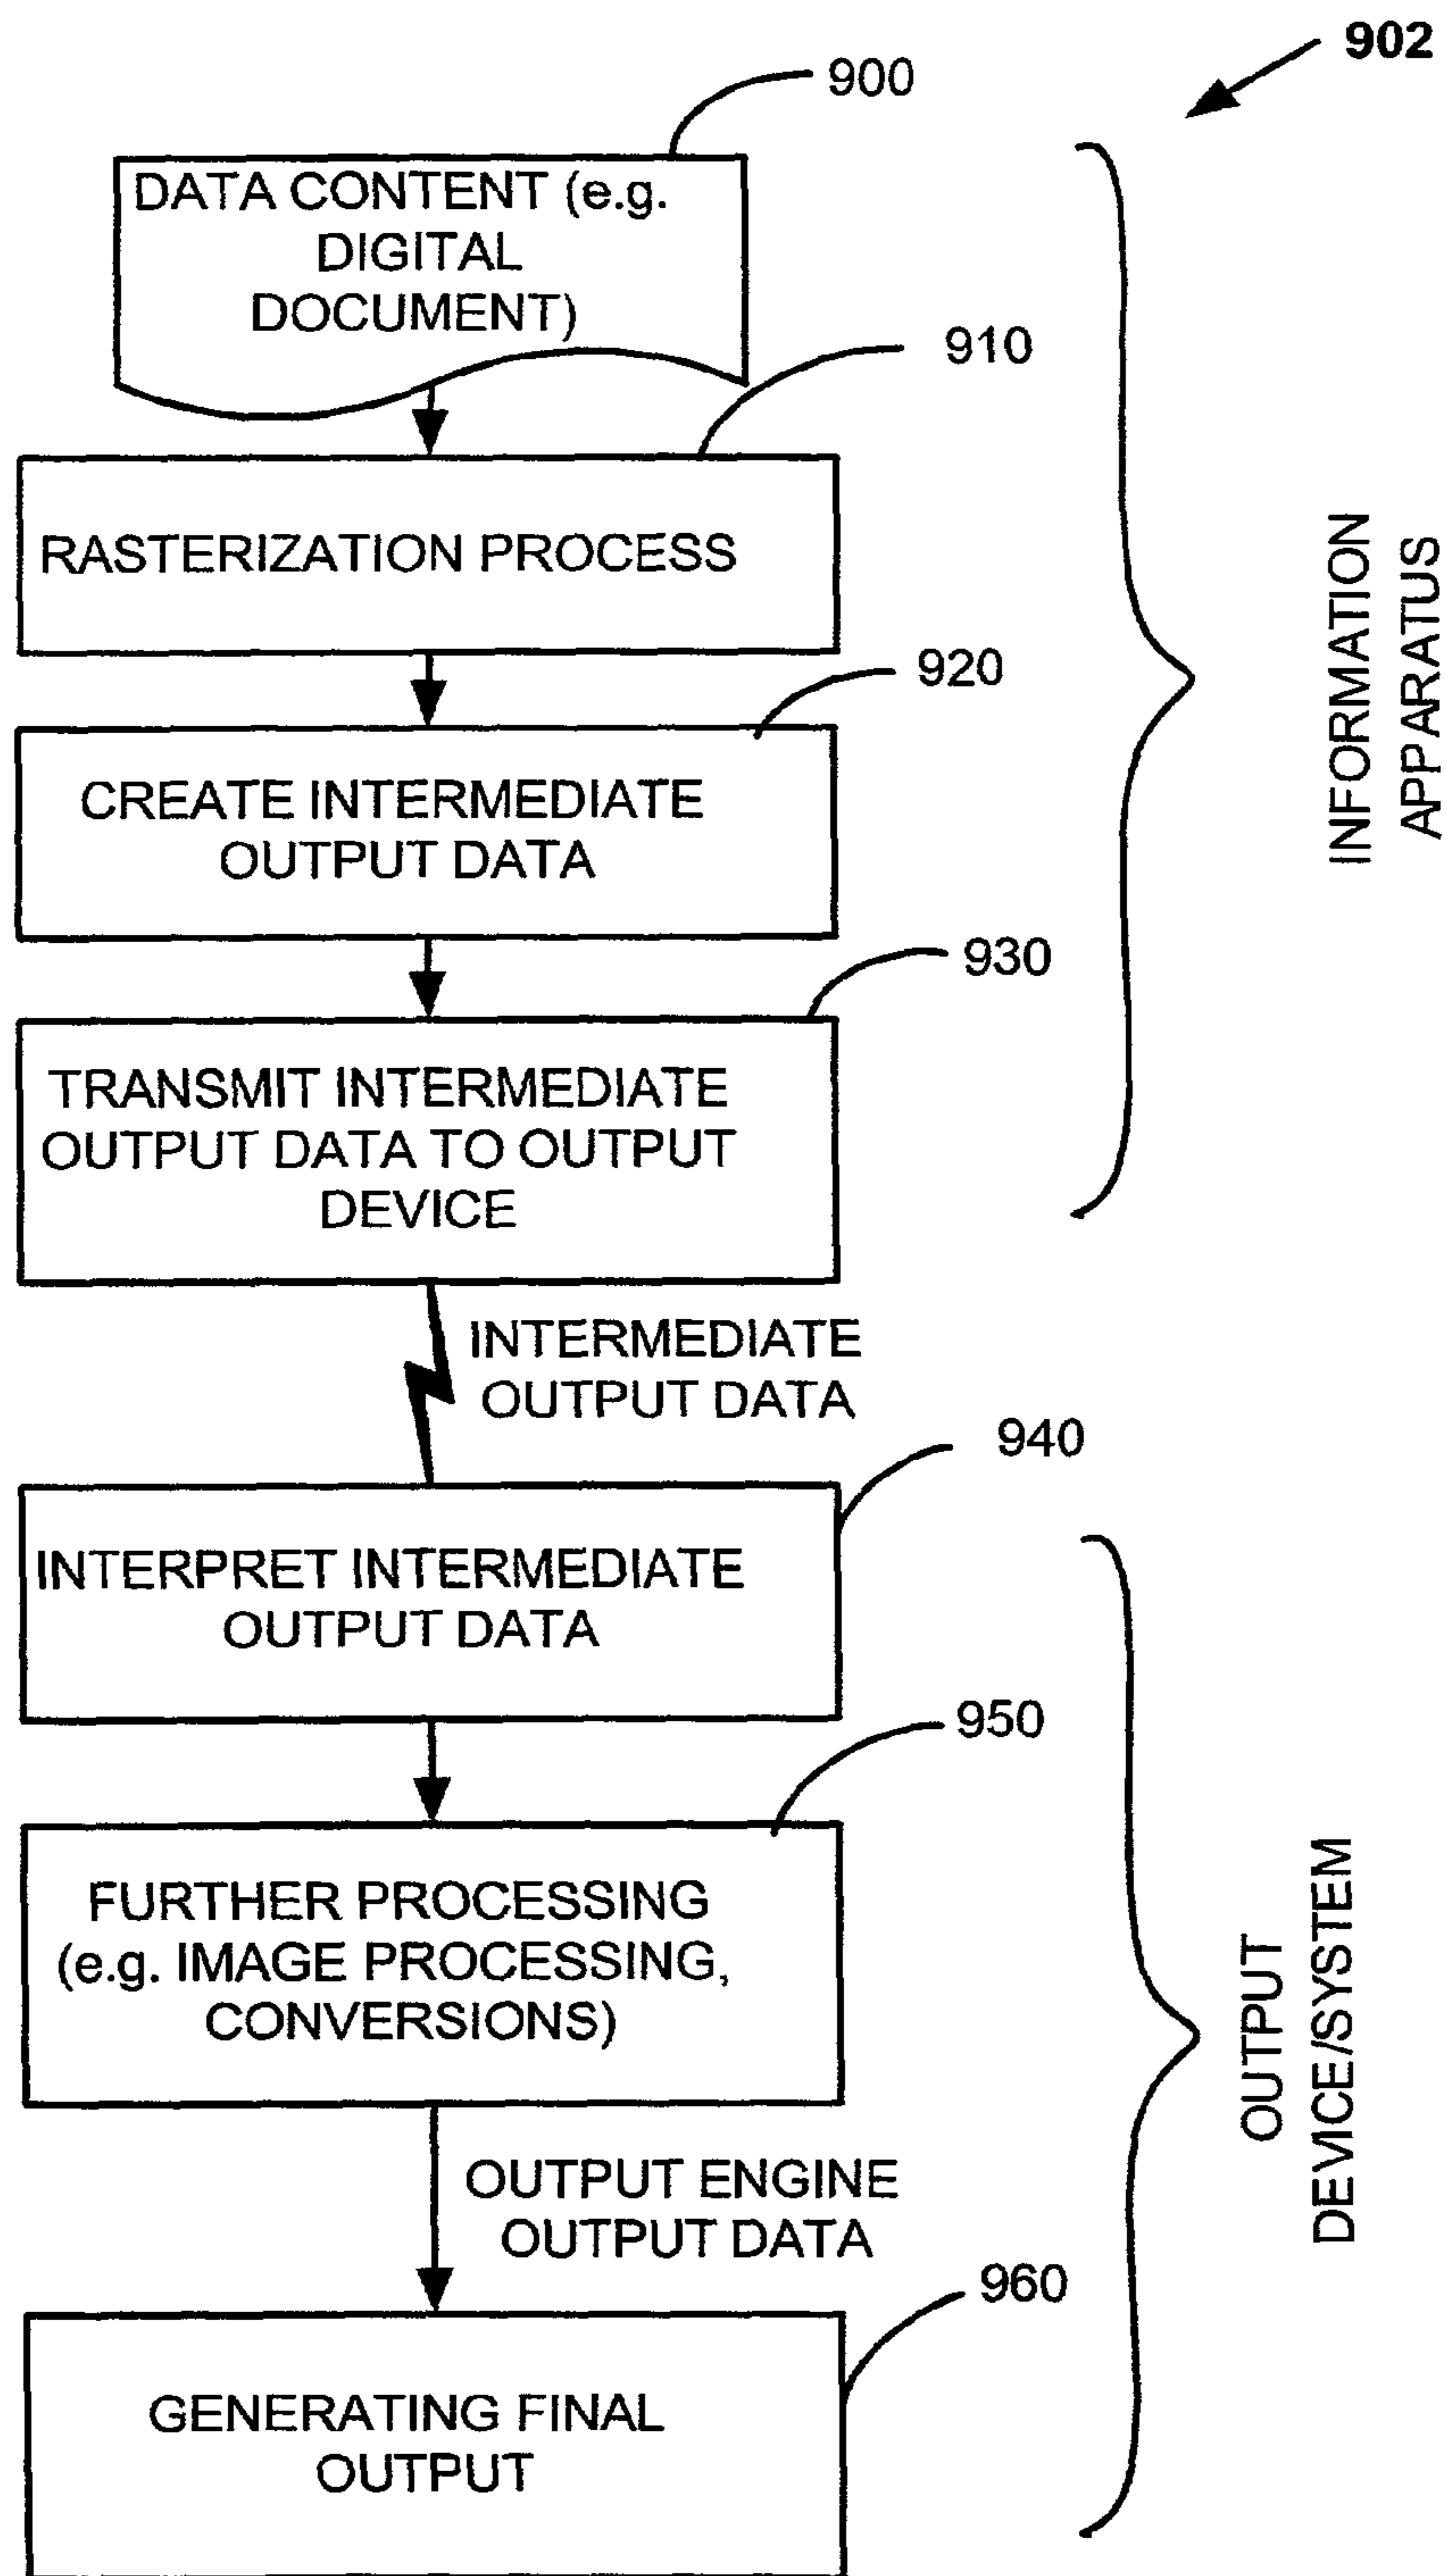 902
900
DATA CONTENT (e.g.
DIGITAL
DOCUMENT)
910
RASTERIZATION PROCESS
920
CREATE INTERMEDIATE
OUTPUT DATA
930
TRANSMIT INTERMEDIATE
OUTPUT DATA TO OUTPUT
DEVICE
INFORMATION
APPARATUS
INTERMEDIATE
OUTPUT DATA
940
INTERPRET INTERMEDIATE
OUTPUT DATA
950
FURTHER PROCESSING
(e.g. IMAGE PROCESSING,
CONVERSIONS)
OUTPUT ENGINE
OUTPUT DATA
960
GENERATING FINAL
OUTPUT
OUTPUT
DEVICE/SYSTEM